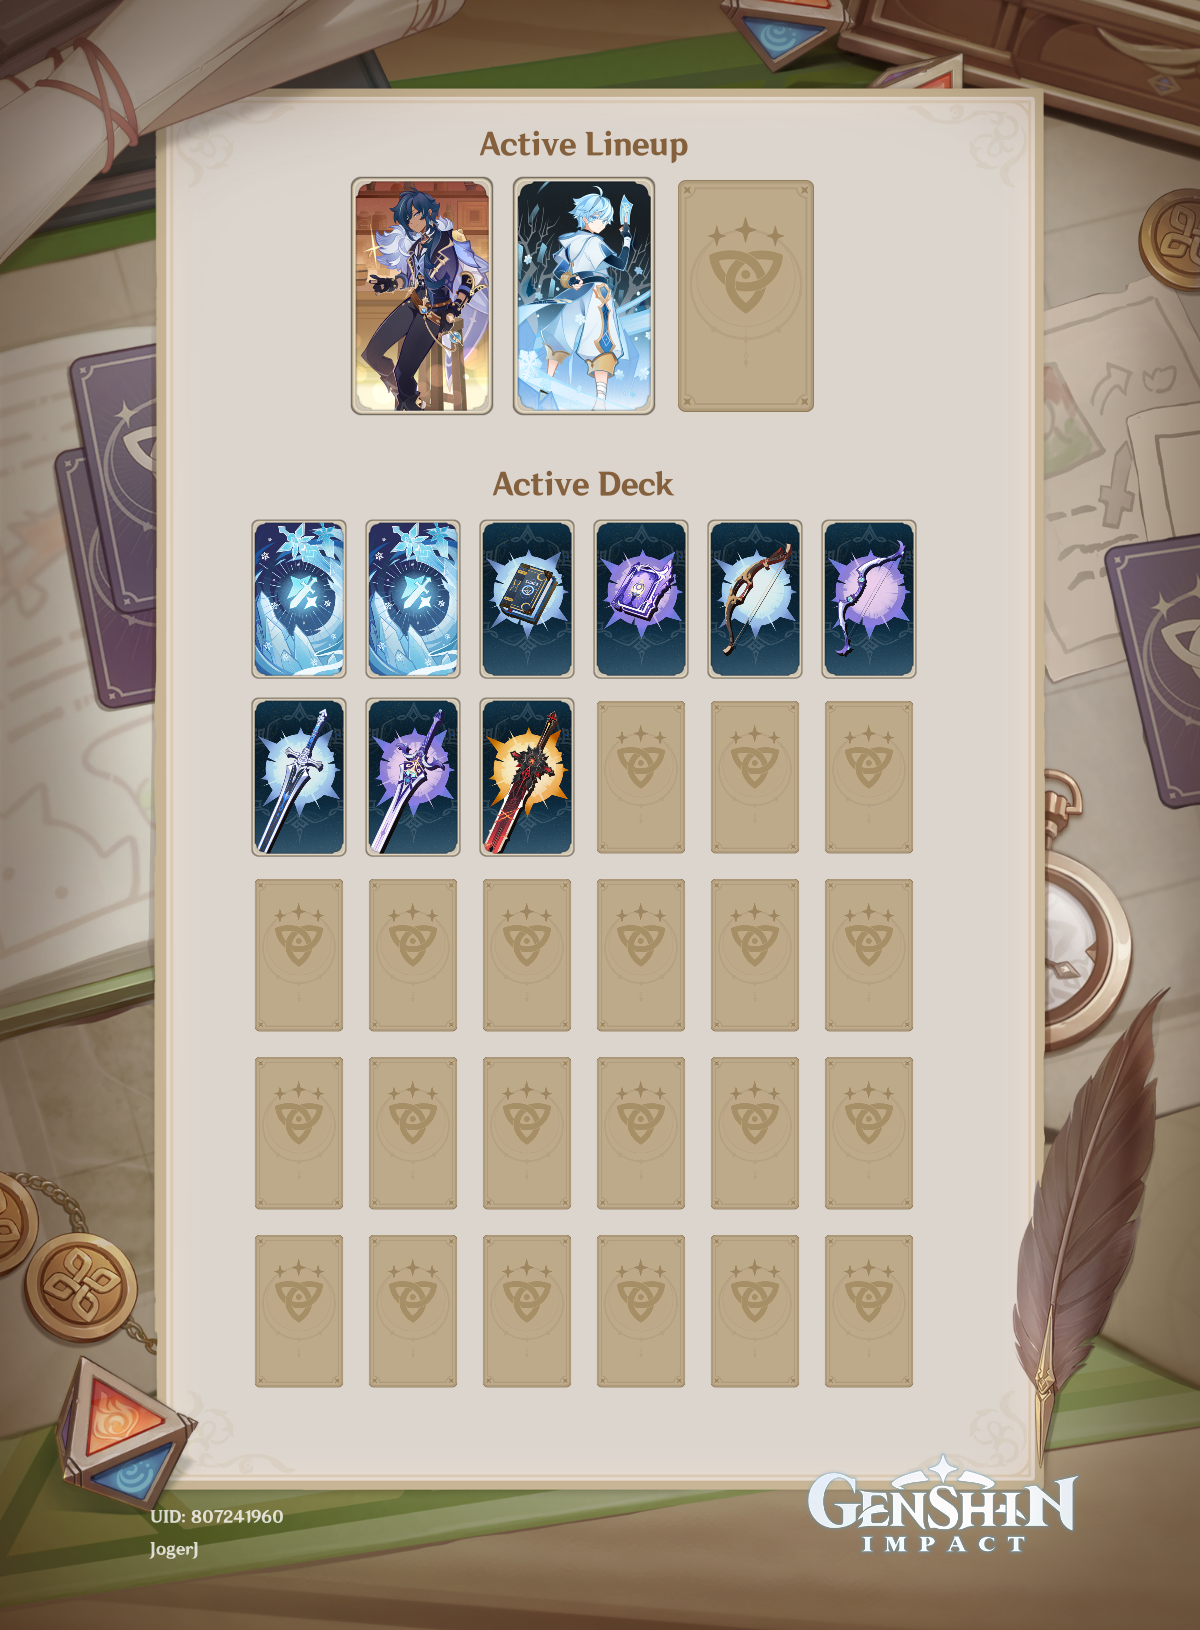 Active Lineup
Active Deck
UID: 807241960
JogerJ
GENSHIN
IMPACT